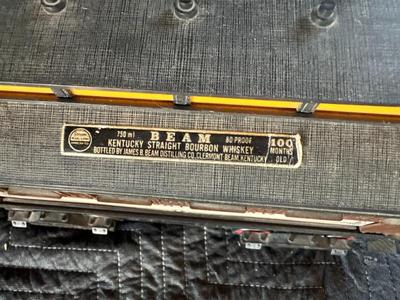 750 ml BEAM 80 PROOF
KENTUCKY STRAIGHT BOURBON WHISKEY
BOTTLED BY JAMES B. BEAM DISTILLING CO. CLERMONT BEAM, KENTUCKY
100
MONTHS
OLD